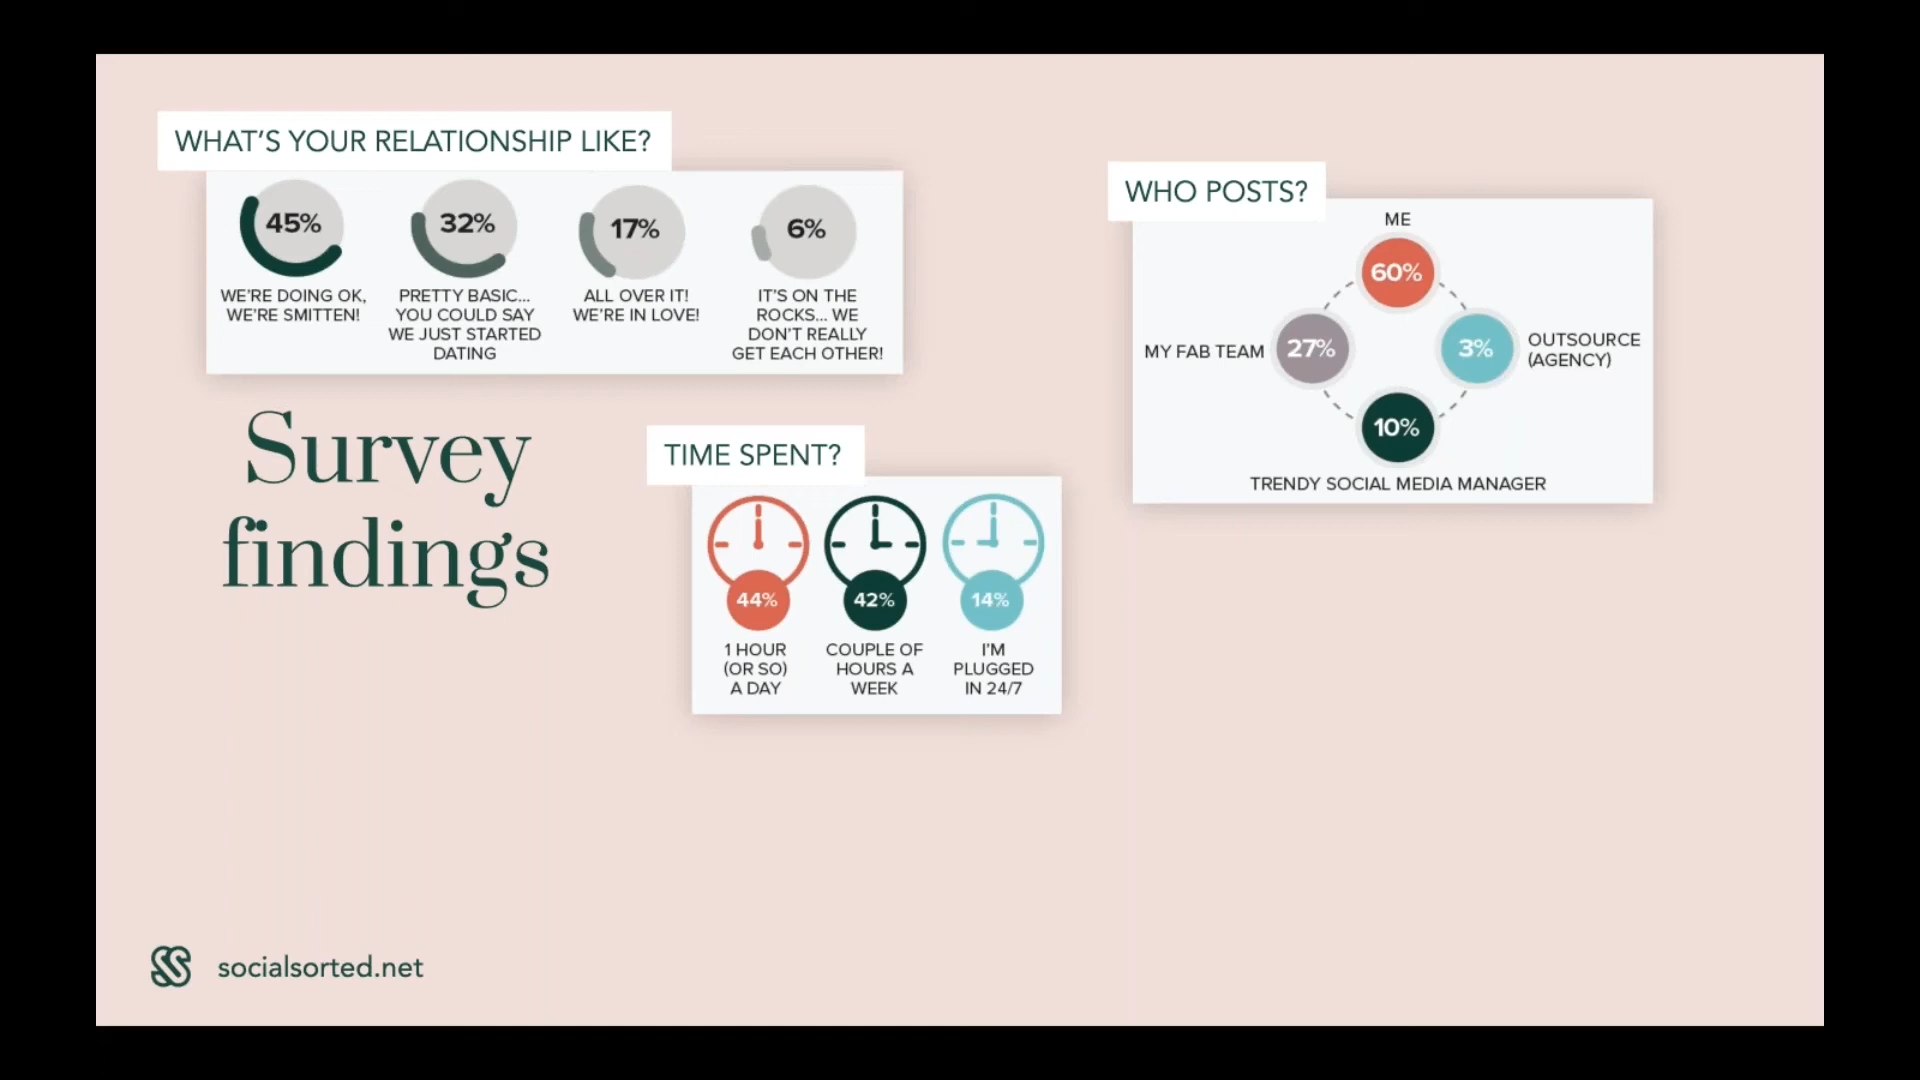 WHAT'S YOUR RELATIONSHIP LIKE?
45%
WE'RE DOING OK,
WE'RE SMITTEN!
32%
PRETTY BASIC...
YOU COULD SAY
WE JUST STARTED
DATING
17%
ALL OVER IT!
WE'RE IN LOVE!
6%
IT'S ON THE
ROCKS... WE
DON'T REALLY
GET EACH OTHER!
WHO POSTS?
ME
60%
MY FAB TEAM
27%
3%
OUTSOURCE
(AGENCY)
10%
TRENDY SOCIAL MEDIA MANAGER
Survey
findings
TIME SPENT?
44%
1 HOUR
(OR SO)
A DAY
42%
COUPLE OF
HOURS A
WEEK
14%
I'M
PLUGGED
IN 24/7
socialsorted.net